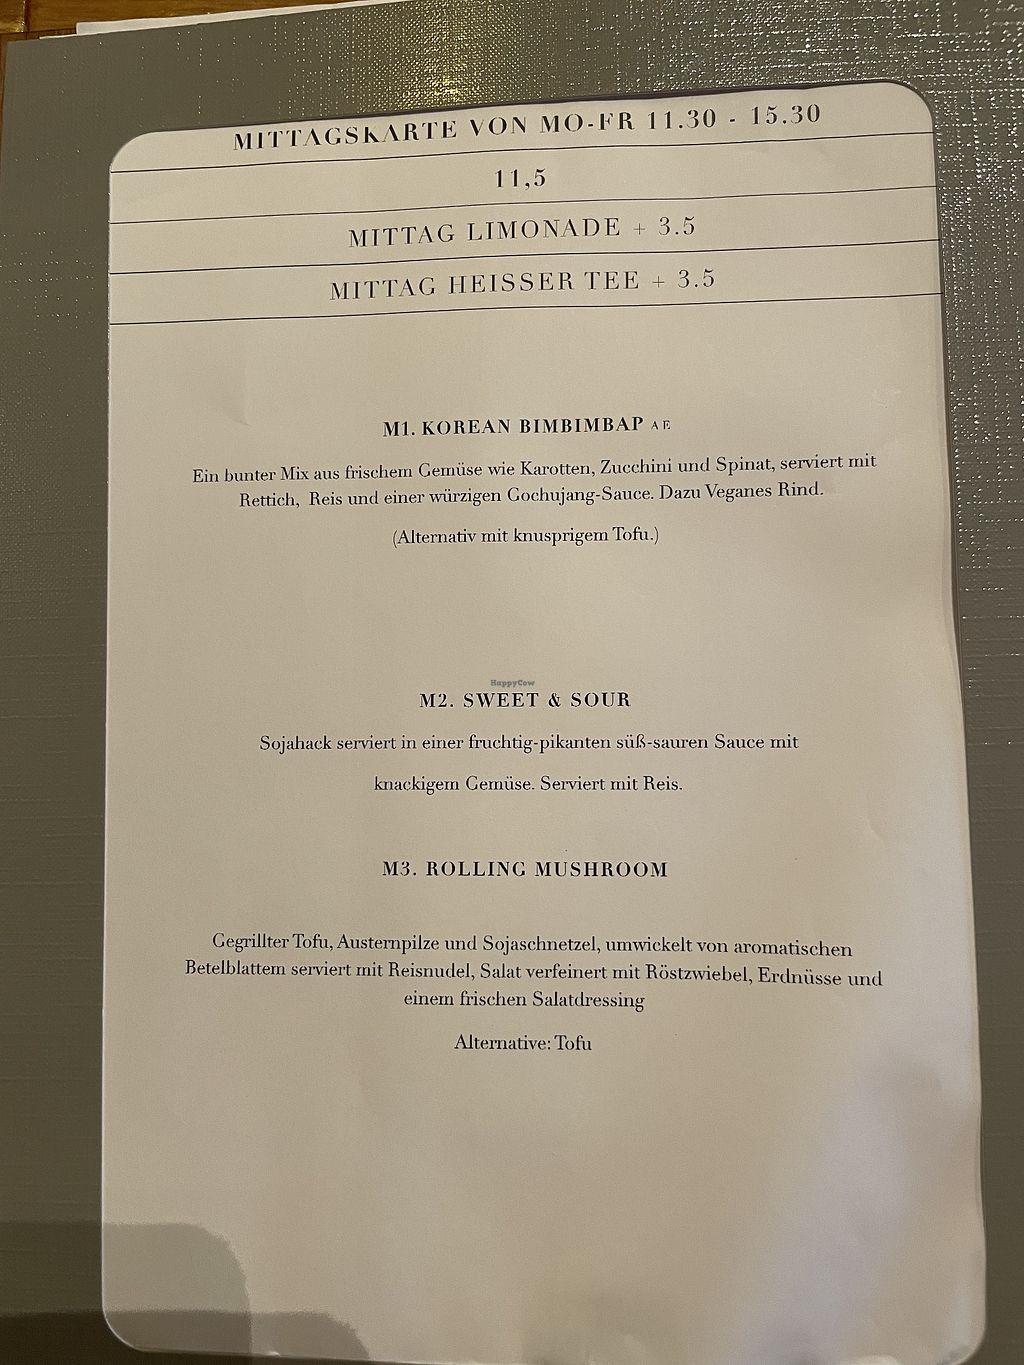 MITTAGSKARTE VON MO-FR 11.30 - 15.30
11,5
MITTAG LIMONADE + 3.5
MITTAG HEISSER TEE + 3.5
M1. KOREAN BIMBIMBAP A E
Ein bunter Mix aus frischem Gemüse wie Karotten, Zucchini und Spinat, serviert mit
Rettich, Reis und einer würzigen Gochujang-Sauce. Dazu Veganes Rind.
(Alternativ mit knusprigem Tofu.)
HappyCow
M2. SWEET & SOUR
Sojahack serviert in einer fruchtig-pikanten süß-sauren Sauce mit
knackigem Gemüse. Serviert mit Reis.
M3. ROLLING MUSHROOM
Gegrillter Tofu, Austernpilze und Sojaschnetzel, umwickelt von aromatischen
Betelblattern serviert mit Reisnudel, Salat verfeinert mit Röstzwiebel, Erdnüsse und
einem frischen Salatdressing
Alternative: Tofu